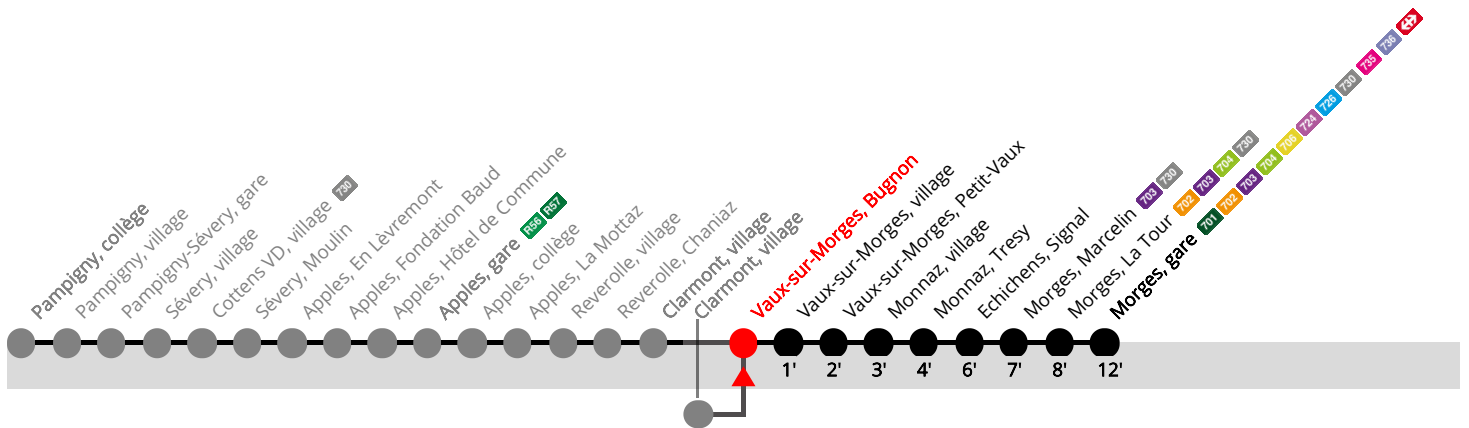 Pampigny, collège
Pampigny, village
Pampigny-Sévery, gare
Sévery, village
Cottens VD, village 730
Sévery, Moulin
Apples, En Lèvremont
Apples, Fondation Baud
Apples, Hôtel de Commune
Apples, gare R56 R57
Apples, collège
Apples, La Mottaz
Reverolle, village
Reverolle, Chaniaz
Clarmont, village
Clarmont, village
Vaux-sur-Morges, Bugnon
Vaux-sur-Morges, village
Vaux-sur-Morges, Petit-Vaux
Monnaz, village
Monnaz, Tresy
Echichens, Signal
Morges, Marcelin 703 730
Morges, La Tour 702 703 704 730
Morges, gare 701 702 703 704 706 724 726 730 735 736
1' 2' 3' 4' 6' 7' 8' 12'